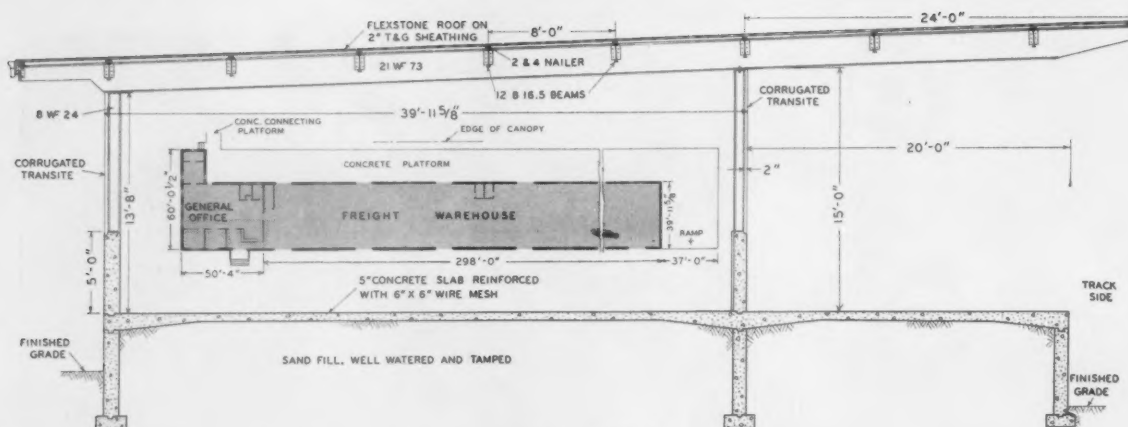 FLEXSTONE ROOF ON
2" T&G SHEATHING
8'-0"
24'-0"
21 WF 73
2 & 4 NAILER
12 B 16.5 BEAMS
8 WF 24
39'-11 5/8"
CORRUGATED
TRANSITE
CONC. CONNECTING
PLATFORM
EDGE OF CANOPY
CORRUGATED
TRANSITE
CONCRETE PLATFORM
20'-0"
2"
13'-8"
60'-0 1/2"
GENERAL
OFFICE
FREIGHT WAREHOUSE
39'-11 5/8"
15'-0"
RAMP
50'-4"
298'-0"
37'-0"
5'-0"
5" CONCRETE SLAB REINFORCED
WITH 6" X 6" WIRE MESH
TRACK
SIDE
FINISHED
GRADE
SAND FILL, WELL WATERED AND TAMPED
FINISHED
GRADE